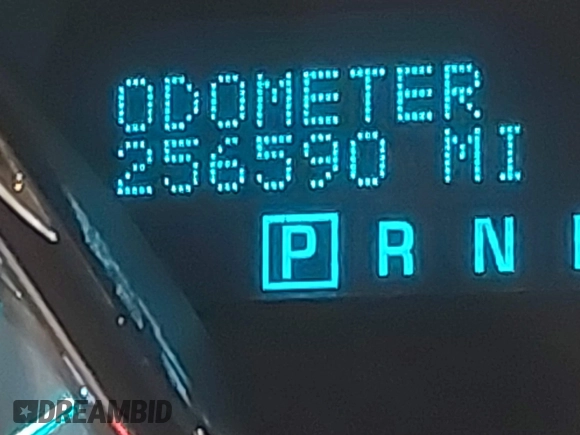 ODOMETER
256590 MI
P R N
DREAMBID